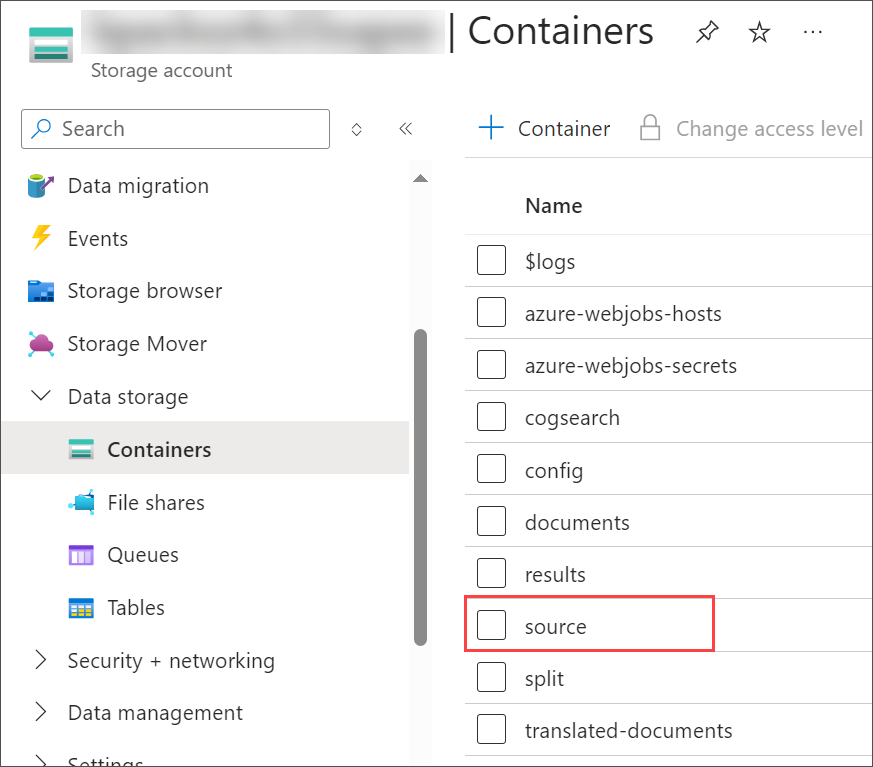 | Containers
Storage account
Search
Container
Change access level
Data migration
Events
Storage browser
Storage Mover
Data storage
Containers
File shares
Queues
Tables
Security + networking
Data management
Settings
Name
$logs
azure-webjobs-hosts
azure-webjobs-secrets
cogsearch
config
documents
results
source
split
translated-documents